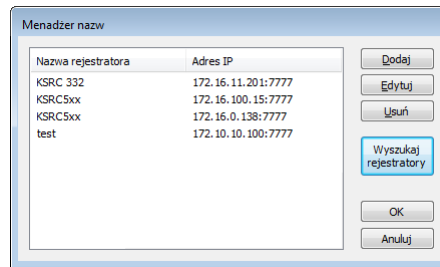 Menadżer nazw
Nazwa rejestratora Adres IP
KSRC 332 172.16.11.201:7777
KSRC5xx 172.16.100.15:7777
KSRC5xx 172.16.0.138:7777
test 172.10.10.100:7777
Dodaj
Edytuj
Usuń
Wyszukaj
rejestratory
OK
Anuluj